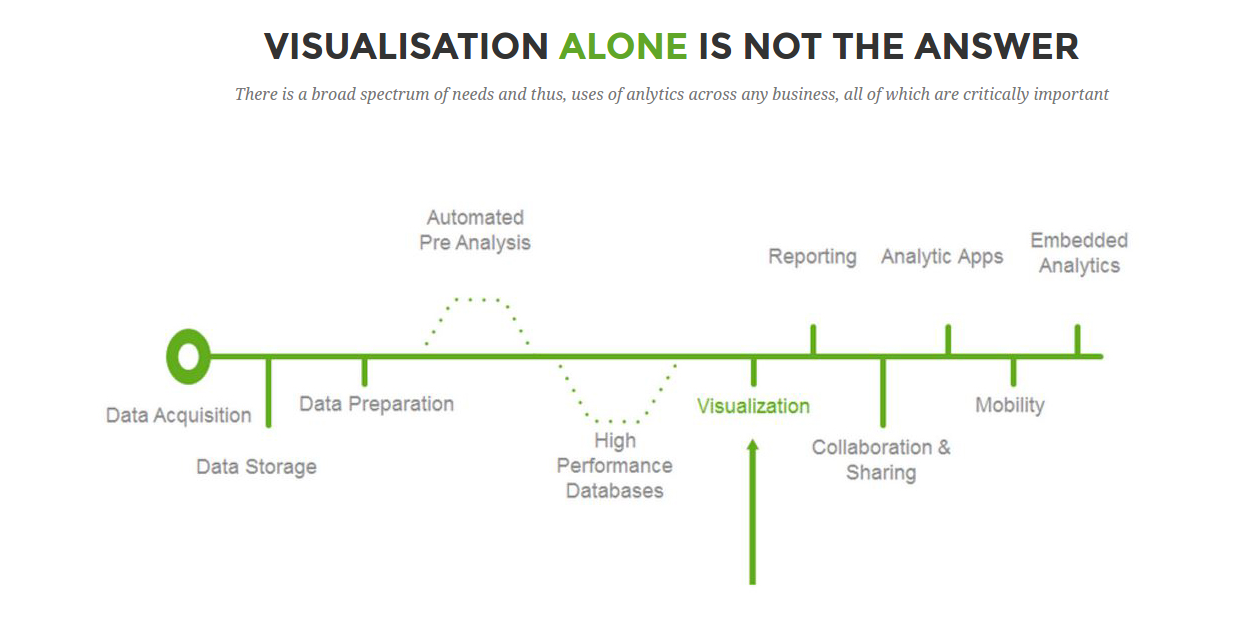 VISUALISATION ALONE IS NOT THE ANSWER
There is a broad spectrum of needs and thus, uses of anlytics across any business, all of which are critically important
Automated
Pre Analysis
Reporting
Analytic Apps
Embedded
Analytics
Data Acquisition
Data Storage
Data Preparation
High
Performance
Databases
Visualization
Collaboration &
Sharing
Mobility